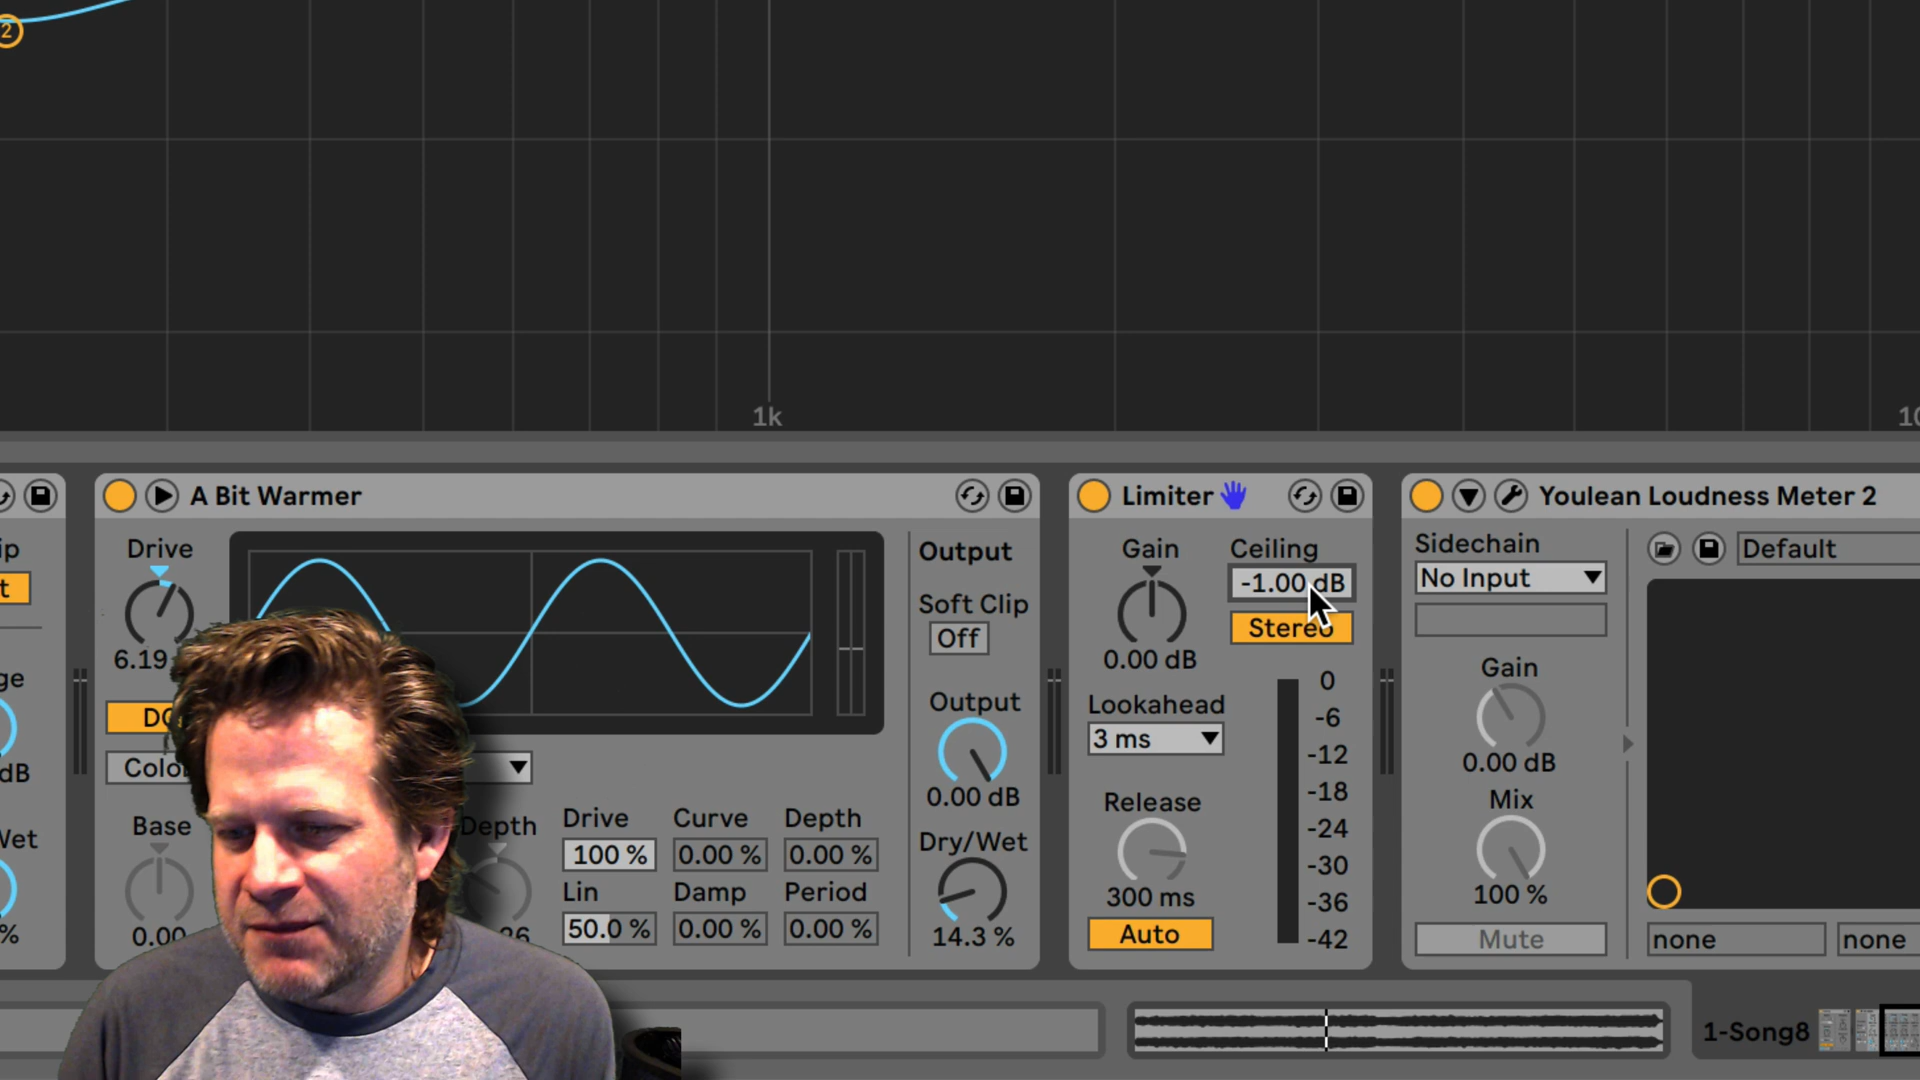 2
1k
A Bit Warmer
Drive
6.19
Base
0.00
Depth
Drive
Curve
Depth
100 %
0.00 %
0.00 %
Lin
Damp
Period
50.0 %
0.00 %
0.00 %
Output
Soft Clip
Off
Output
0.00 dB
Dry/Wet
14.3 %
Limiter
Gain
0.00 dB
Ceiling
-1.00 dB
Stereo
Lookahead
3 ms
Release
300 ms
Auto
0
-6
-12
-18
-24
-30
-36
-42
Youlean Loudness Meter 2
Sidechain
No Input
Gain
0.00 dB
Mix
100 %
Mute
Default
none
none
1-Song8